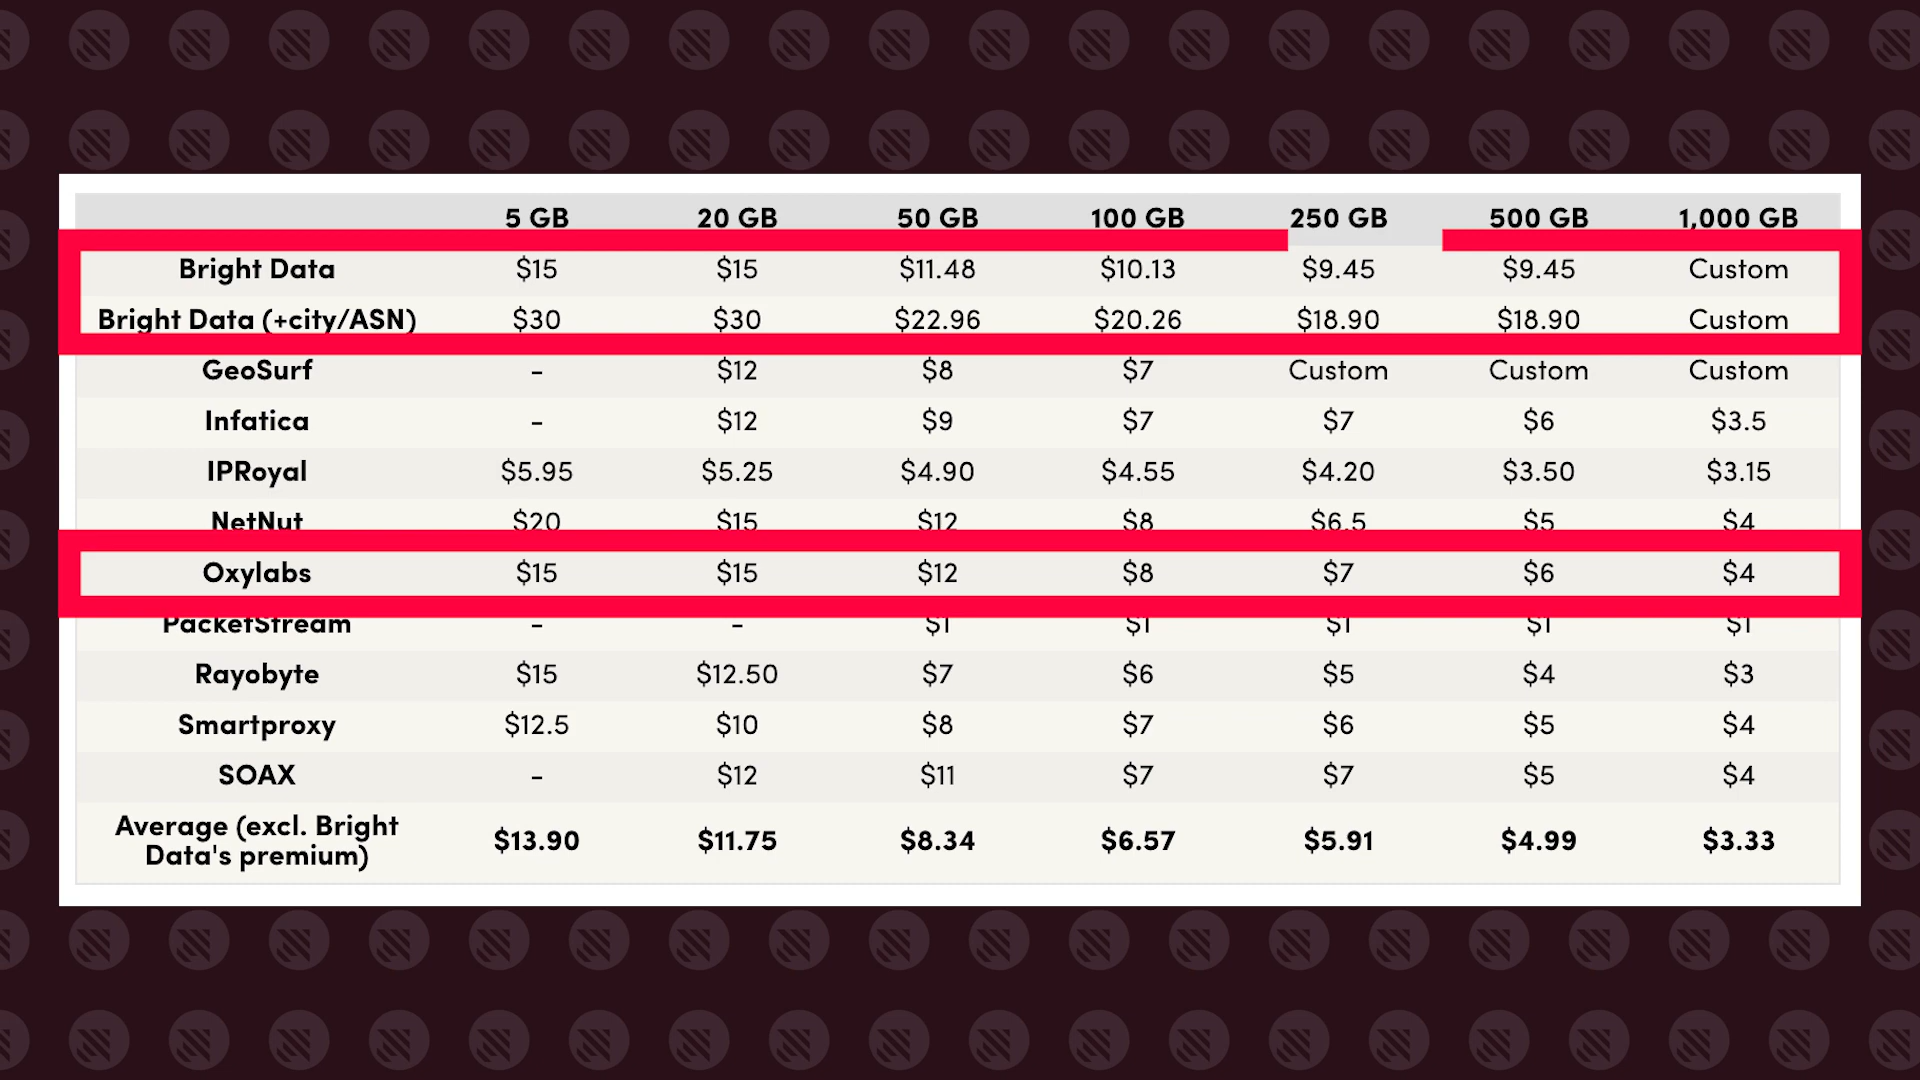 5 GB 20 GB 50 GB 100 GB 250 GB 500 GB 1,000 GB
Bright Data $15 $15 $11.48 $10.13 $9.45 $9.45 Custom
Bright Data (+city/ASN) $30 $30 $22.96 $20.26 $18.90 $18.90 Custom
GeoSurf - $12 $8 $7 Custom Custom Custom
Infatica - $12 $9 $7 $7 $6 $3.5
IPRoyal $5.95 $5.25 $4.90 $4.55 $4.20 $3.50 $3.15
NetNut $20 $15 $12 $8 $6.5 $5 $4
Oxylabs $15 $15 $12 $8 $7 $6 $4
PacketStream - - $1 $1 $1 $1 $1
Rayobyte $15 $12.50 $7 $6 $5 $4 $3
Smartproxy $12.5 $10 $8 $7 $6 $5 $4
SOAX - $12 $11 $7 $7 $5 $4
Average (excl. Bright
Data's premium) $13.90 $11.75 $8.34 $6.57 $5.91 $4.99 $3.33